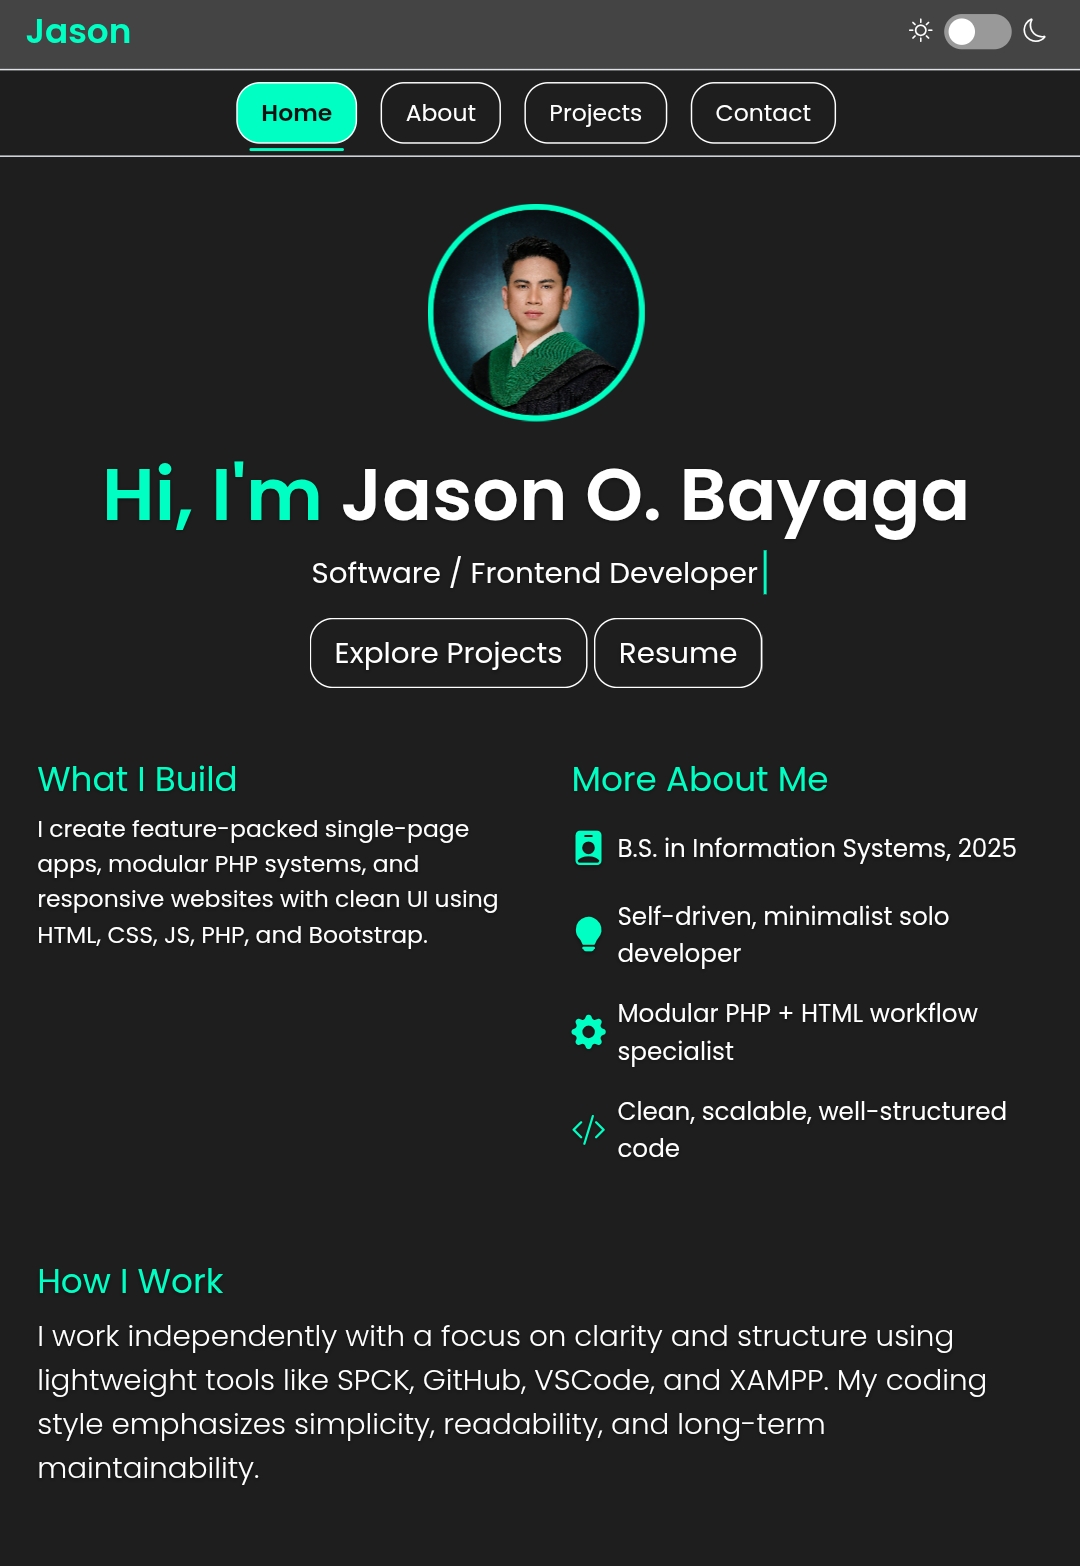 Jason
Home
About
Projects
Contact
Hi, I'm Jason O. Bayaga
Software / Frontend Developer
Explore Projects
Resume
What I Build
I create feature-packed single-page
apps, modular PHP systems, and
responsive websites with clean UI using
HTML, CSS, JS, PHP, and Bootstrap.
More About Me
B.S. in Information Systems, 2025
Self-driven, minimalist solo
developer
Modular PHP + HTML workflow
specialist
Clean, scalable, well-structured
code
How I Work
I work independently with a focus on clarity and structure using
lightweight tools like SPCK, GitHub, VSCode, and XAMPP. My coding
style emphasizes simplicity, readability, and long-term
maintainability.